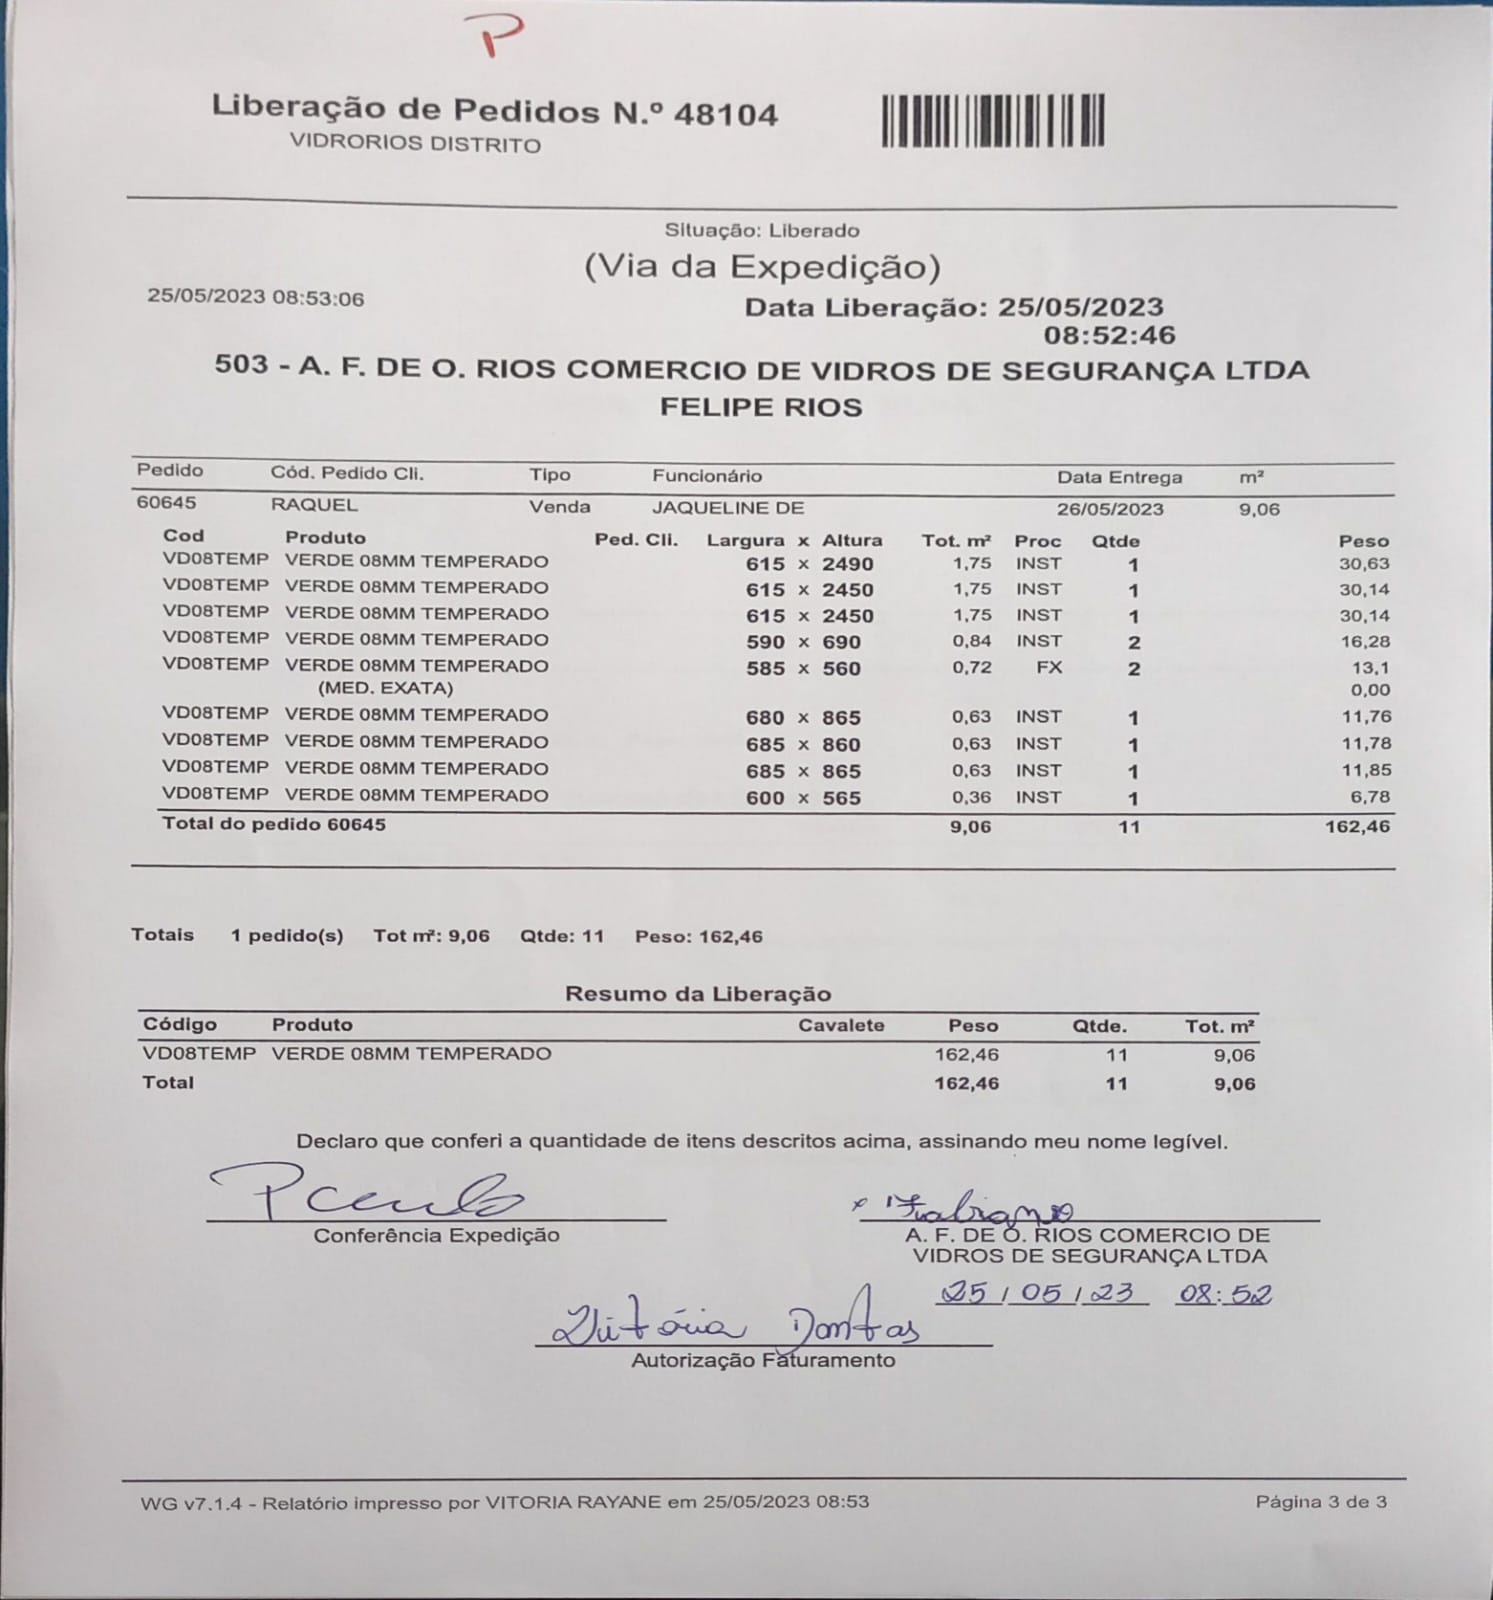 P
Liberação de Pedidos N.º 48104
VIDRORIOS DISTRITO
Situação: Liberado
(Via da Expedição)
25/05/2023 08:53:06
Data Liberação: 25/05/2023
08:52:46
503 - A. F. DE O. RIOS COMERCIO DE VIDROS DE SEGURANÇA LTDA
FELIPE RIOS
Pedido Cód. Pedido Cli. Tipo Funcionário Data Entrega m²
60645 RAQUEL Venda JAQUELINE DE 26/05/2023 9,06
Cod Produto Ped. Cli. Largura x Altura Tot. m² Proc Qtde Peso
VD08TEMP VERDE 08MM TEMPERADO 615 x 2490 1,75 INST 1 30,63
VD08TEMP VERDE 08MM TEMPERADO 615 x 2450 1,75 INST 1 30,14
VD08TEMP VERDE 08MM TEMPERADO 615 x 2450 1,75 INST 1 30,14
VD08TEMP VERDE 08MM TEMPERADO 590 x 690 0,84 INST 2 16,28
VD08TEMP VERDE 08MM TEMPERADO 585 x 560 0,72 FX 2 13,1
(MED. EXATA) 0,00
VD08TEMP VERDE 08MM TEMPERADO 680 x 865 0,63 INST 1 11,76
VD08TEMP VERDE 08MM TEMPERADO 685 x 860 0,63 INST 1 11,78
VD08TEMP VERDE 08MM TEMPERADO 685 x 865 0,63 INST 1 11,85
VD08TEMP VERDE 08MM TEMPERADO 600 x 565 0,36 INST 1 6,78
Total do pedido 60645 9,06 11 162,46
Totais 1 pedido(s) Tot m²: 9,06 Qtde: 11 Peso: 162,46
Resumo da Liberação
Código Produto Cavalete Peso Qtde. Tot. m²
VD08TEMP VERDE 08MM TEMPERADO 162,46 11 9,06
Total 162,46 11 9,06
Declaro que conferi a quantidade de itens descritos acima, assinando meu nome legível.
x Fabiano
Conferência Expedição
A. F. DE O. RIOS COMERCIO DE
VIDROS DE SEGURANÇA LTDA
25/05/23 08:52
Vitória Dantas
Autorização Faturamento
WG v7.1.4 - Relatório impresso por VITORIA RAYANE em 25/05/2023 08:53 Página 3 de 3